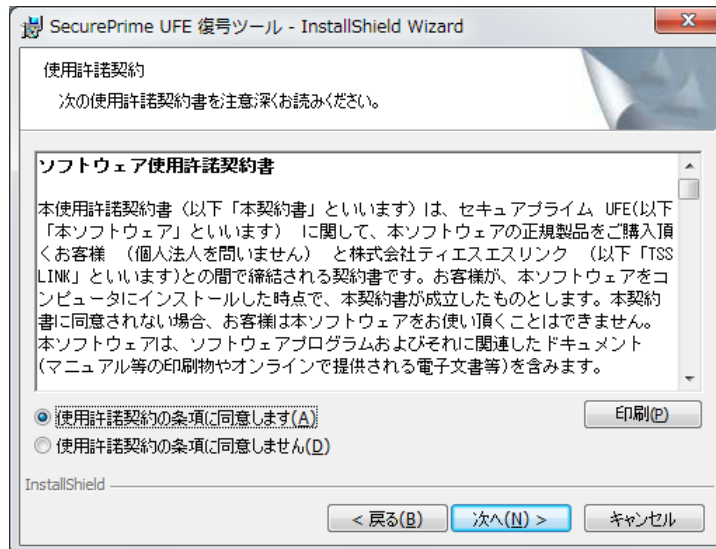 SecurePrime UFE 復号ツール - InstallShield Wizard
使用許諾契約
次の使用許諾契約書を注意深くお読みください。
ソフトウェア使用許諾契約書
本使用許諾契約書（以下「本契約書」といいます）は、セキュアプライム UFE(以下
「本ソフトウェア」といいます） に関して、本ソフトウェアの正規製品をご購入頂
くお客様 （個人法人を問いません） と株式会社ティエスエスリンク （以下「TSS
LINK」といいます)との間で締結される契約書です。お客様が、本ソフトウェアをコ
ンピュータにインストールした時点で、本契約書が成立したものとします。本契約
書に同意されない場合、お客様は本ソフトウェアをお使い頂くことはできません。
本ソフトウェアは、ソフトウェアプログラムおよびそれに関連したドキュメント
(マニュアル等の印刷物やオンラインで提供される電子文書等)を含みます。
使用許諾契約の条項に同意します(A)
印刷(P)
使用許諾契約の条項に同意しません(D)
InstallShield
< 戻る(B)
次へ(N) >
キャンセル